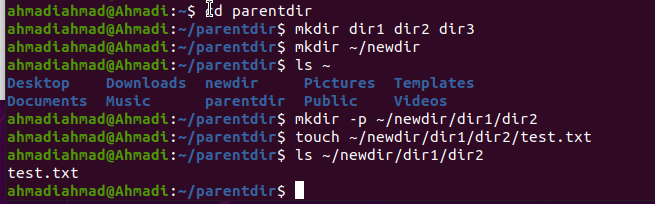 ahmadiahmad@Ahmadi:~$ cd parentdir
ahmadiahmad@Ahmadi:~/parentdir$ mkdir dir1 dir2 dir3
ahmadiahmad@Ahmadi:~/parentdir$ mkdir ~/newdir
ahmadiahmad@Ahmadi:~/parentdir$ ls ~
Desktop Downloads newdir Pictures Templates
Documents Music parentdir Public Videos
ahmadiahmad@Ahmadi:~/parentdir$ mkdir -p ~/newdir/dir1/dir2
ahmadiahmad@Ahmadi:~/parentdir$ touch ~/newdir/dir1/dir2/test.txt
ahmadiahmad@Ahmadi:~/parentdir$ ls ~/newdir/dir1/dir2
test.txt
ahmadiahmad@Ahmadi:~/parentdir$